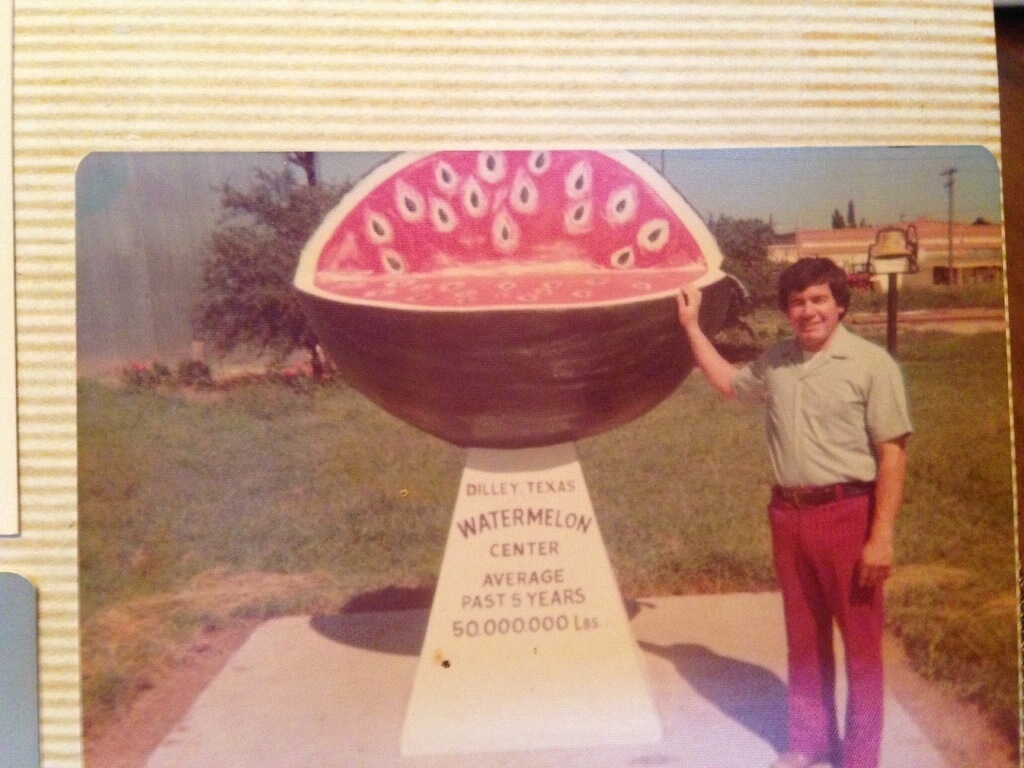 DILLEY, TEXAS
WATERMELON
CENTER
AVERAGE
PAST 5 YEARS
50.000.000 Lbs